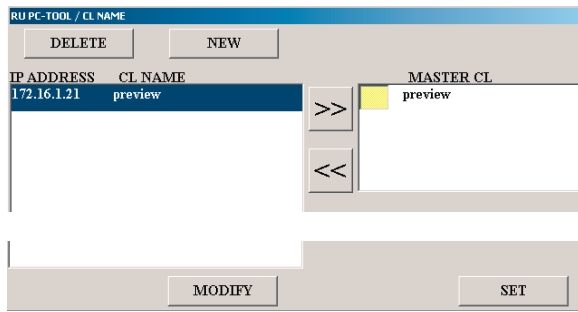 RU PC-TOOL / CL NAME
DELETE NEW
IP ADDRESS CL NAME MASTER CL
172.16.1.21 preview preview
>>
<<
MODIFY SET